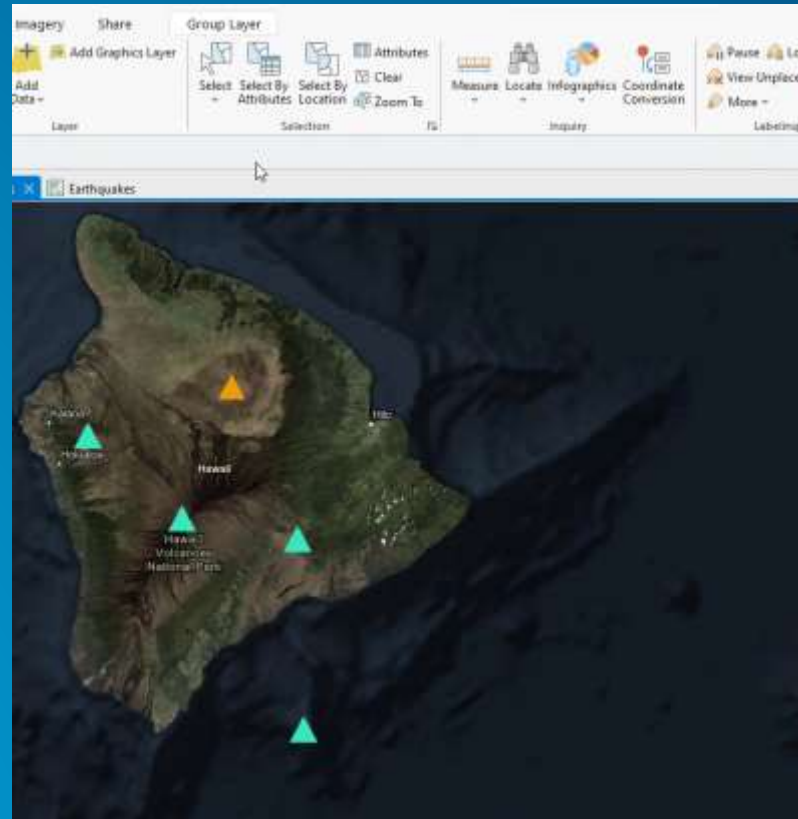 Imagery Share Group Layer
Add Graphics Layer
Add
Data
Layer
Select
Select By
Attributes
Select By
Location
Attributes
Clear
Zoom To
Selection
Measure
Locate
Infographics
Coordinate
Conversion
Inquiry
Pause
View Unplace
More
Labeling
Earthquakes
Hilo
Hawaii
Hawai'i
Volcanoes
National Park